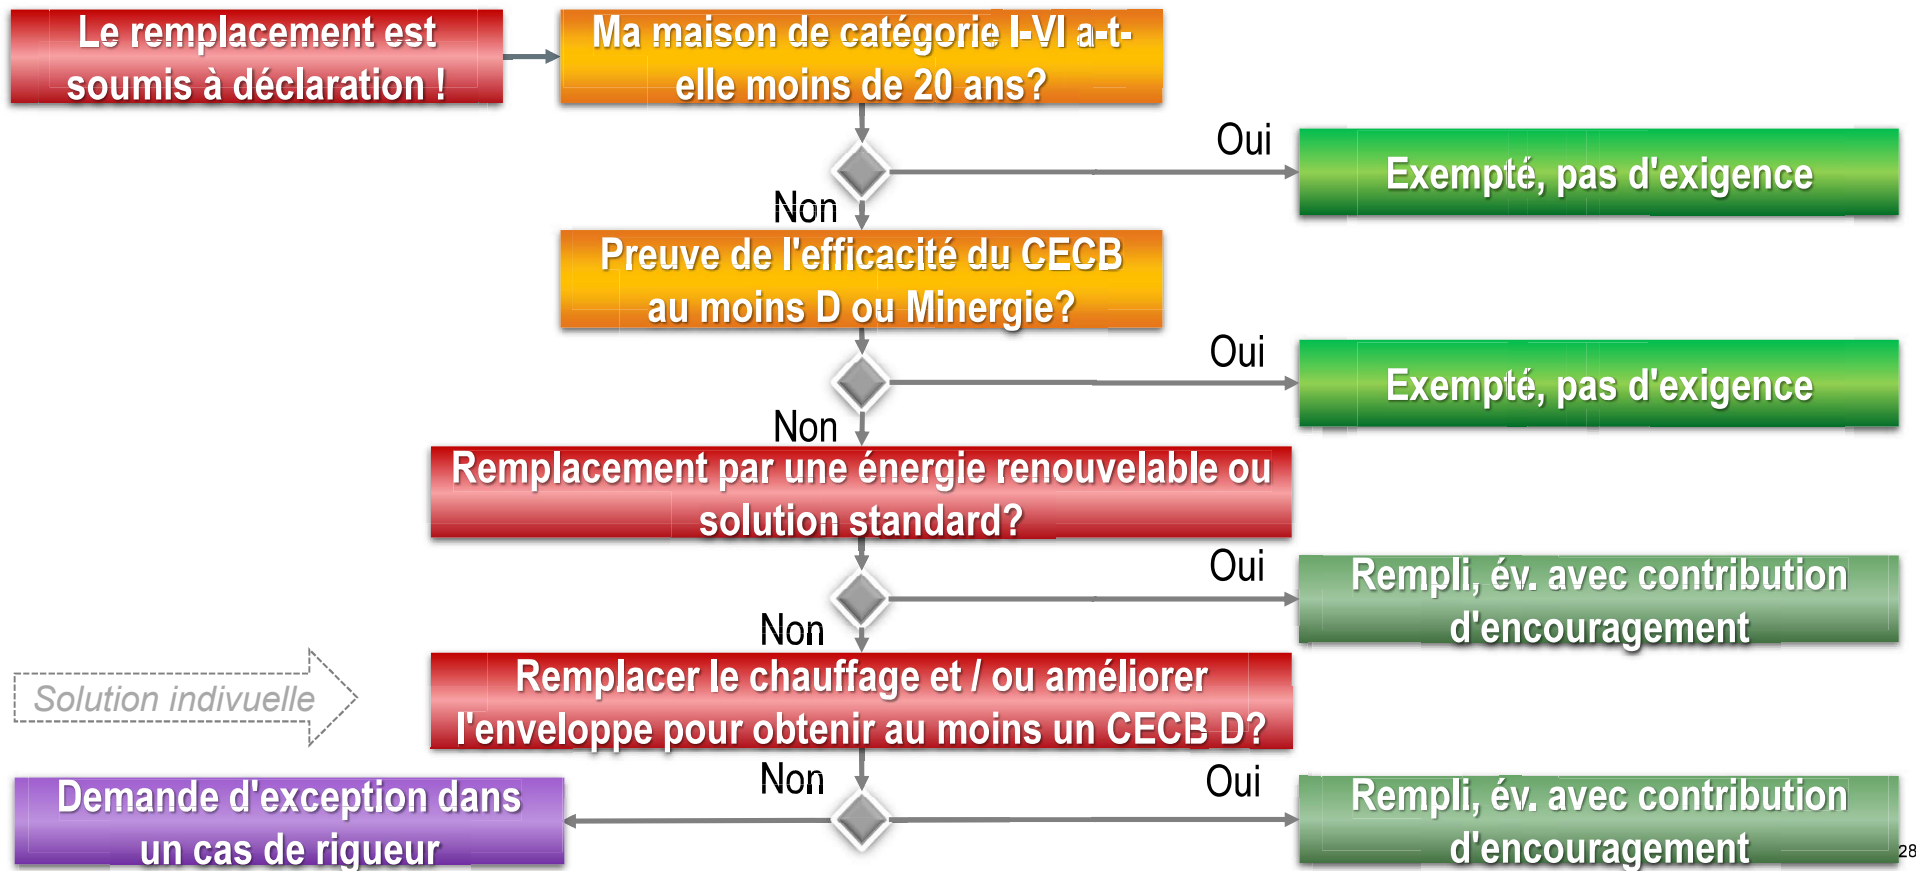 Le remplacement est
soumis à déclaration !
Ma maison de catégorie I-VI a-t-
elle moins de 20 ans?
Oui
Exempté, pas d'exigence
Non
Preuve de l'efficacité du CECB
au moins D ou Minergie?
Oui
Exempté, pas d'exigence
Non
Remplacement par une énergie renouvelable ou
solution standard?
Oui
Rempli, év. avec contribution
d'encouragement
Non
Solution indivuelle
Remplacer le chauffage et / ou améliorer
l'enveloppe pour obtenir au moins un CECB D?
Non
Oui
Demande d'exception dans
un cas de rigueur
Rempli, év. avec contribution
d'encouragement
28